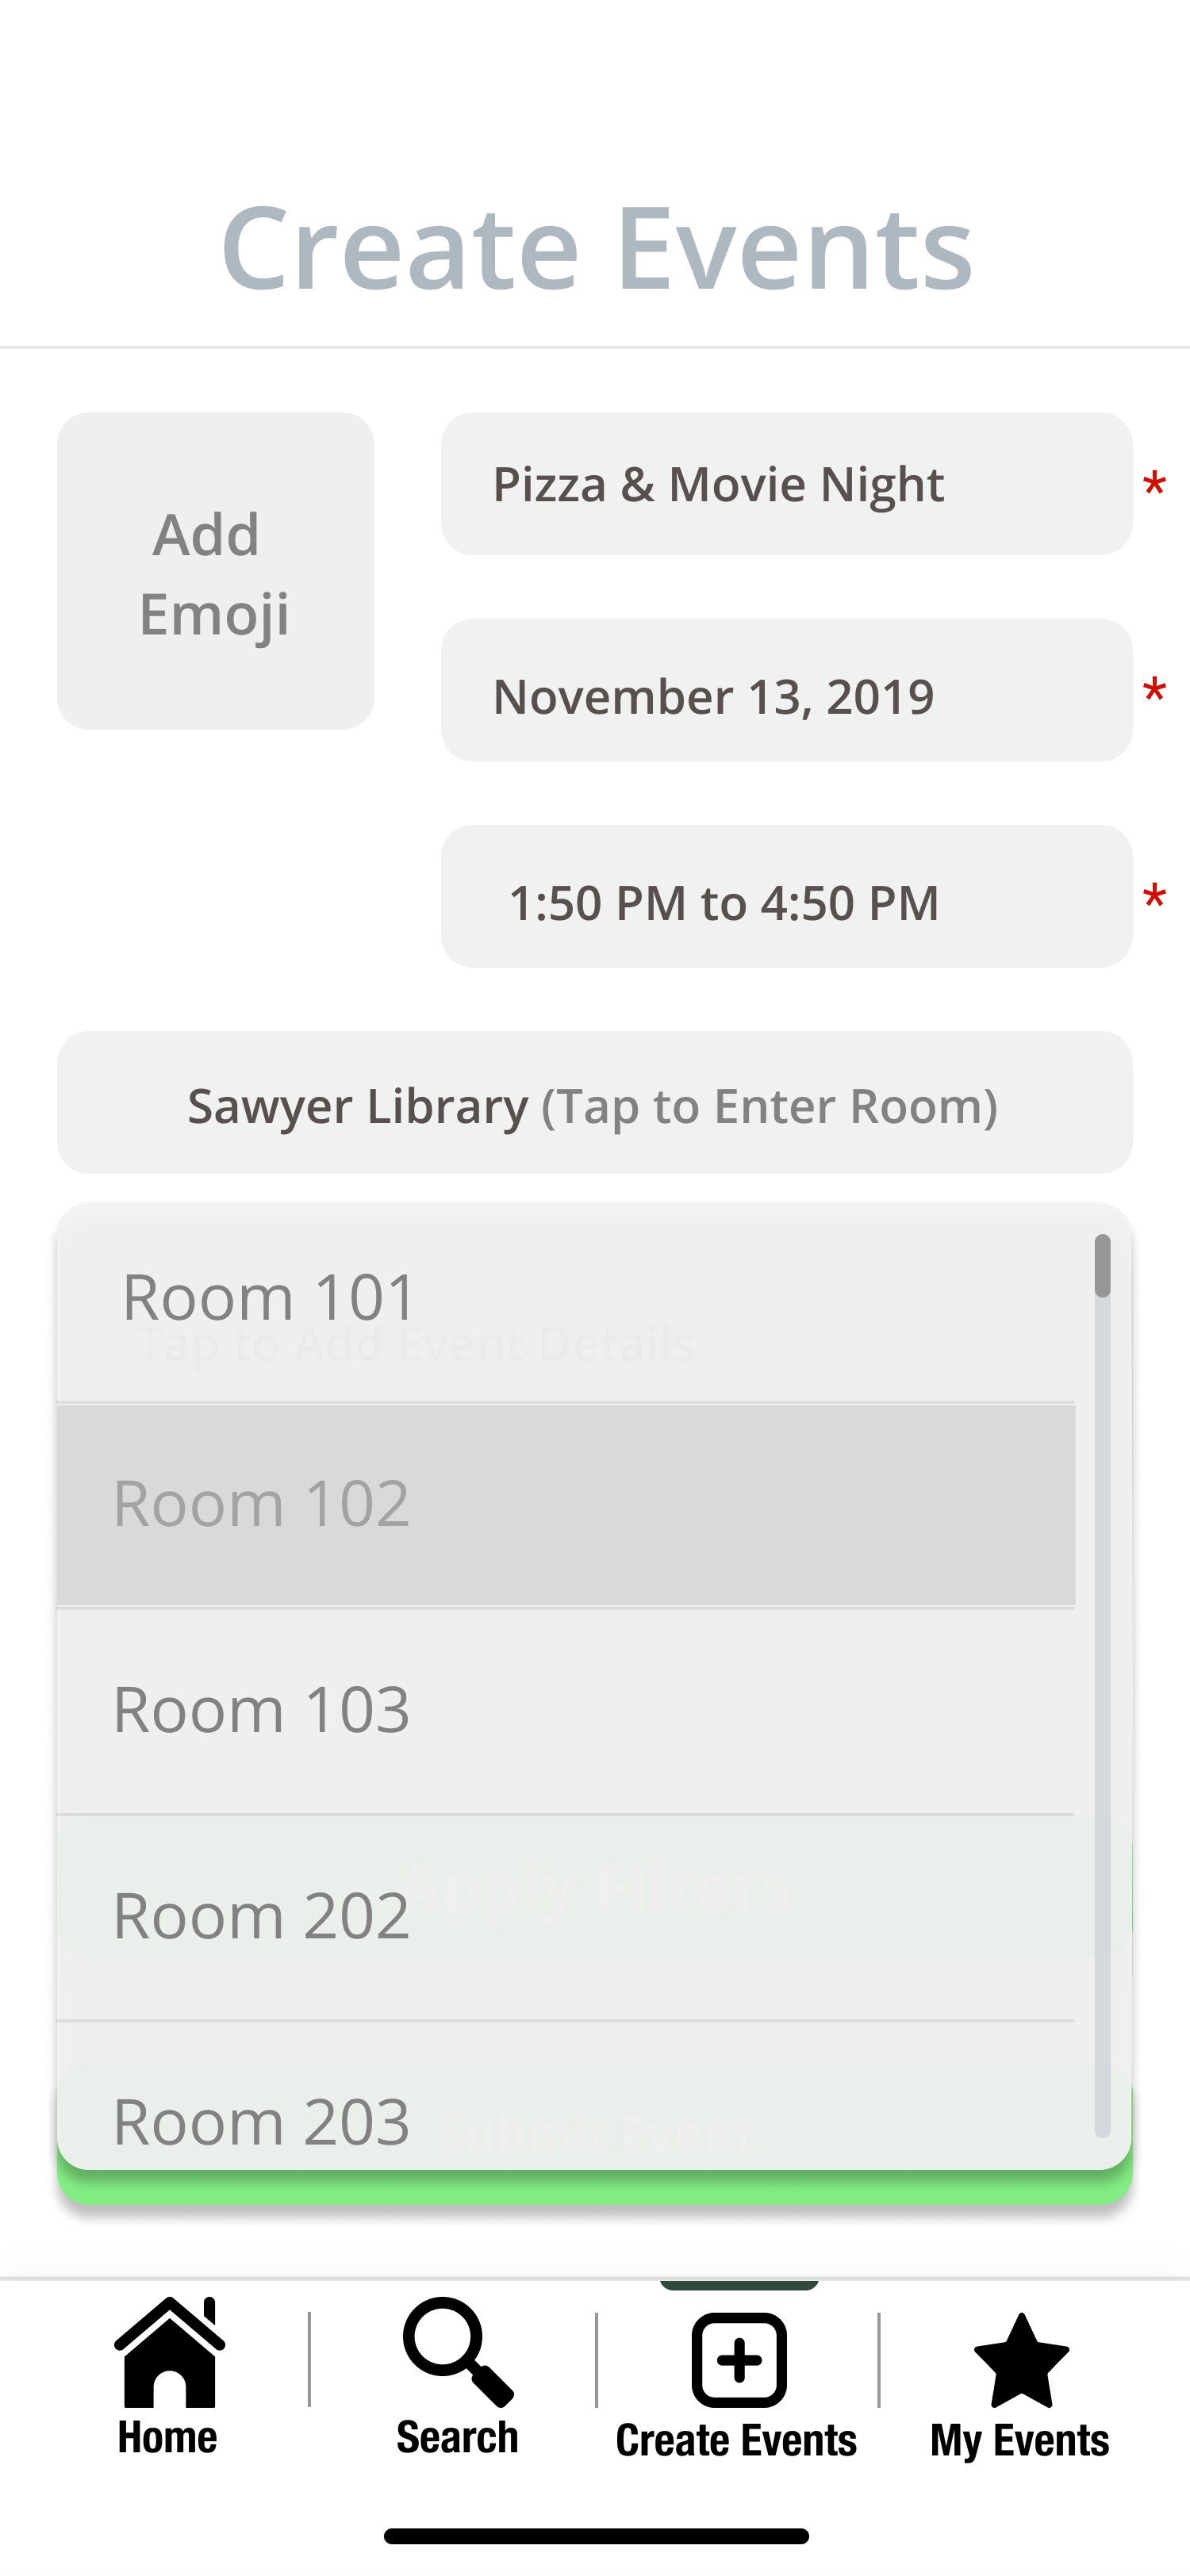 Create Events
Add
Emoji
Pizza & Movie Night *
November 13, 2019 *
1:50 PM to 4:50 PM *
Sawyer Library (Tap to Enter Room)
Room 101
Tap to Add Event Details
Room 102
Room 103
Apply Filters
Room 202
Room 203
Submit Event
Home
Search
Create Events
My Events